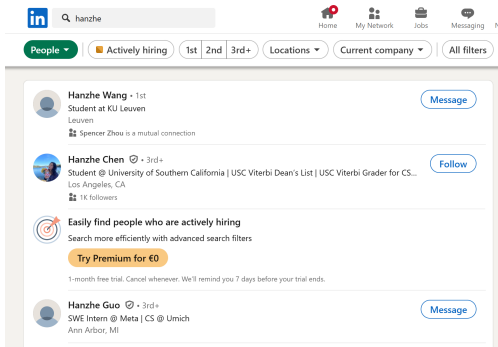 in
hanzhe
Home
My Network
Jobs
Messaging
People
Actively hiring
1st
2nd
3rd+
Locations
Current company
All filters
Hanzhe Wang • 1st
Message
Student at KU Leuven
Leuven
Spencer Zhou is a mutual connection
Hanzhe Chen • 3rd+
Follow
Student @ University of Southern California | USC Viterbi Dean's List | USC Viterbi Grader for CS...
Los Angeles, CA
1K followers
Easily find people who are actively hiring
Search more efficiently with advanced search filters
Try Premium for €0
1-month free trial. Cancel whenever. We'll remind you 7 days before your trial ends.
Hanzhe Guo • 3rd+
Message
SWE Intern @ Meta | CS @ Umich
Ann Arbor, MI